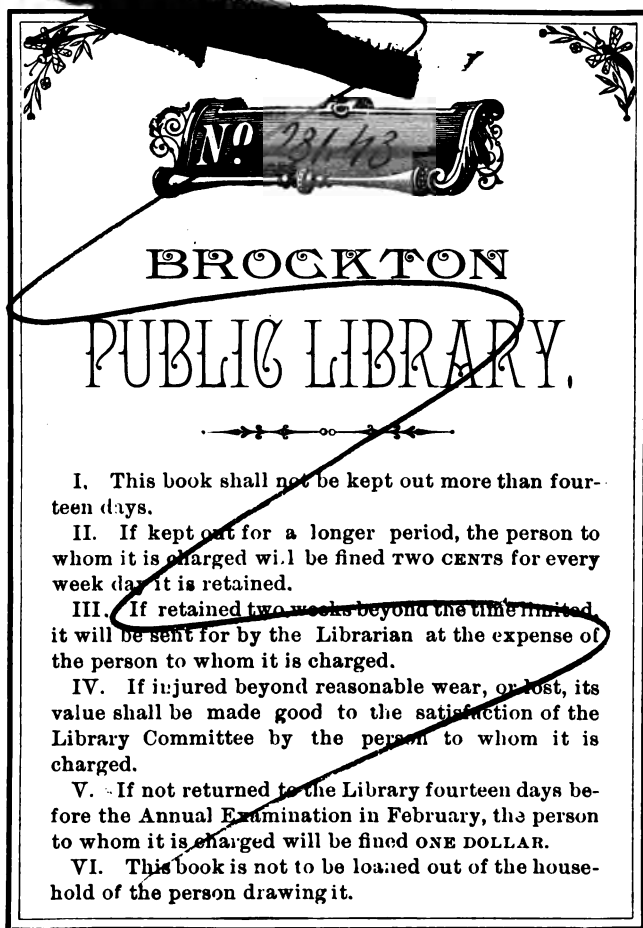 No. 23143
BROCKTON
PUBLIC LIBRARY.
I. This book shall not be kept out more than four-
teen days.
II. If kept out for a longer period, the person to
whom it is charged will be fined TWO CENTS for every
week day it is retained.
III. If retained two weeks beyond the time limited,
it will be sent for by the Librarian at the expense of
the person to whom it is charged.
IV. If injured beyond reasonable wear, or lost, its
value shall be made good to the satisfaction of the
Library Committee by the person to whom it is
charged.
V. If not returned to the Library fourteen days be-
fore the Annual Examination in February, the person
to whom it is charged will be fined ONE DOLLAR.
VI. This book is not to be loaned out of the house-
hold of the person drawing it.